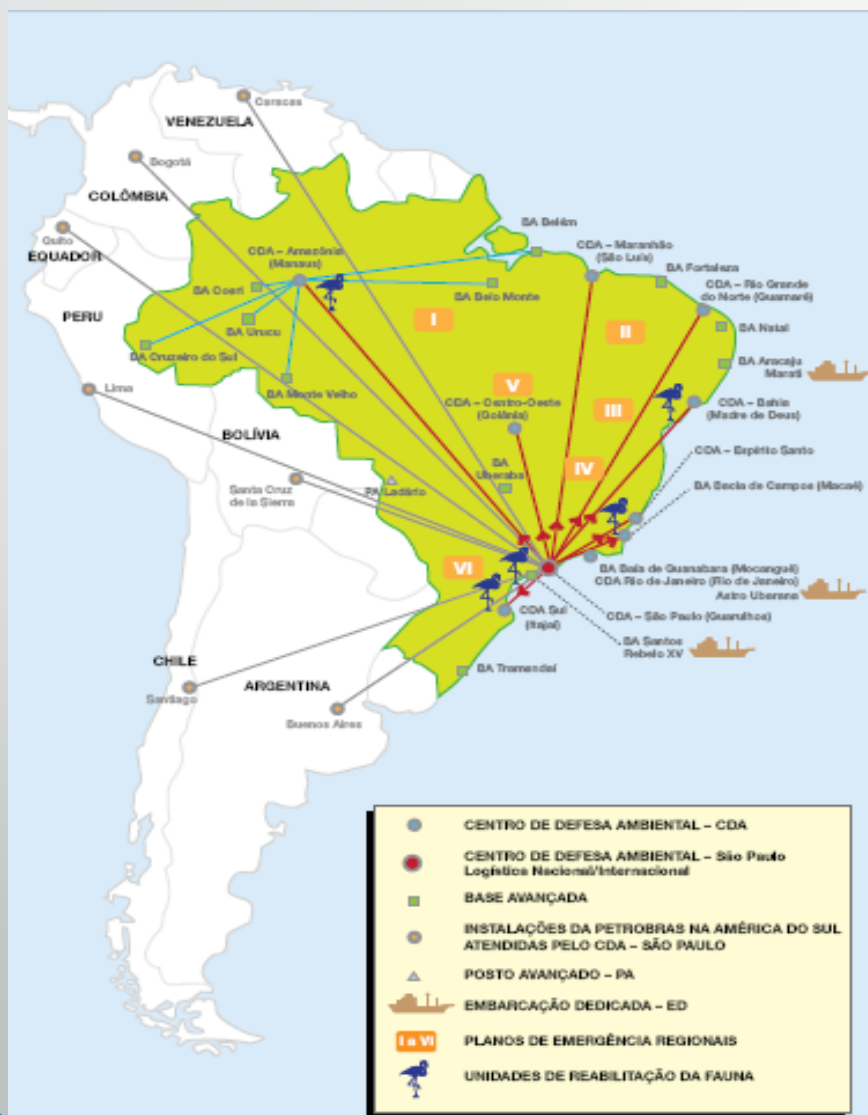 Caracas
VENEZUELA
Bogotá
COLÔMBIA
Quito
EQUADOR
PERU
Lima
BOLÍVIA
Santa Cruz
de la Sierra
CHILE
Santiago
ARGENTINA
Buenos Aires
CDA – Amazônia
(Manaus)
BA Coari
BA Urucu
BA Cruzeiro do Sul
BA Monte Velho
BA Belo Monte
BA Belém
CDA – Maranhão
(São Luís)
BA Fortaleza
CDA – Rio Grande
do Norte (Guamaré)
BA Natal
BA Aracaju
Marati
CDA – Bahia
(Madre de Deus)
CDA – Espírito Santo
BA Bacia de Campos (Macaé)
I
II
III
IV
V
VI
CDA – Centro-Oeste
(Goiânia)
BA
Uberaba
PA Ladário
BA Baia de Guanabara (Mocanguê)
CDA Rio de Janeiro (Rio de Janeiro)
Astro Ubarana
CDA – São Paulo (Guarulhos)
BA Santos
Rebelo XV
CDA Sul
(Itajaí)
BA Tramandaí
CENTRO DE DEFESA AMBIENTAL – CDA
CENTRO DE DEFESA AMBIENTAL – São Paulo
Logística Nacional/Internacional
BASE AVANÇADA
INSTALAÇÕES DA PETROBRAS NA AMÉRICA DO SUL
ATENDIDAS PELO CDA – SÃO PAULO
POSTO AVANÇADO – PA
EMBARCAÇÃO DEDICADA – ED
I a VI
PLANOS DE EMERGÊNCIA REGIONAIS
UNIDADES DE REABILITAÇÃO DA FAUNA